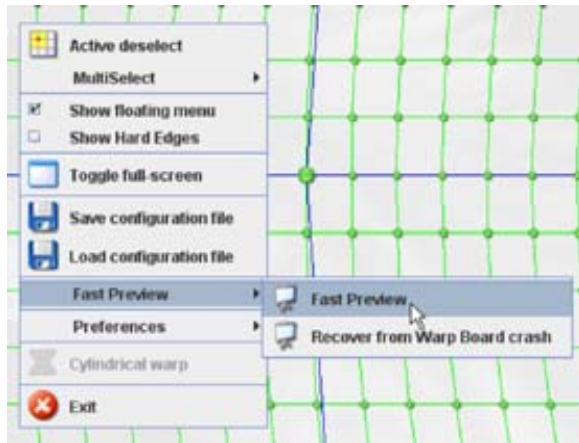 Active deselect
MultiSelect
Show floating menu
Show Hard Edges
Toggle full-screen
Save configuration file
Load configuration file
Fast Preview
Fast Preview
Recover from Warp Board crash
Preferences
Cylindrical warp
Exit